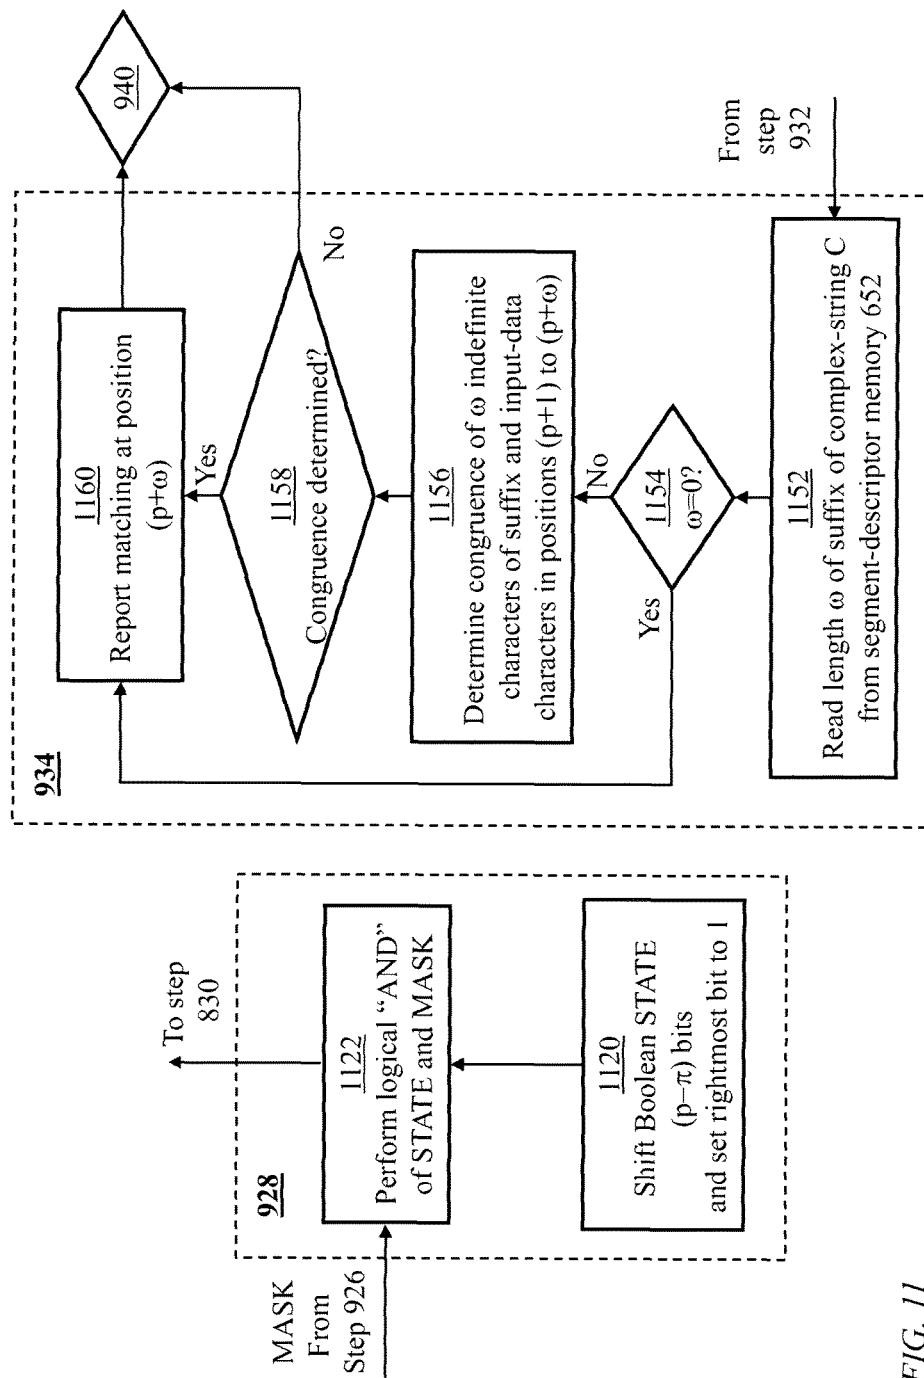 934
1160
Report matching at position
(p+ω)
Yes
1158
Congruence determined?
No
940
1156
Determine congruence of ω indefinite
characters of suffix and input-data
characters in positions (p+1) to (p+ω)
No
1154
ω=0?
Yes
1152
Read length ω of suffix of complex-string C
from segment-descriptor memory 652
From
step
932
To step
830
928
1122
Perform logical “AND”
of STATE and MASK
MASK
From
Step 926
1120
Shift Boolean STATE
(p−π) bits
and set rightmost bit to 1
FIG. 11